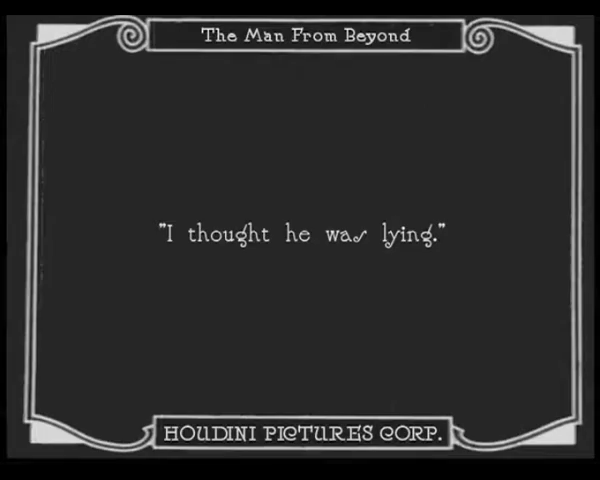 The Man From Beyond
"I thought he was lying."
HOUDINI PICTURES CORP.